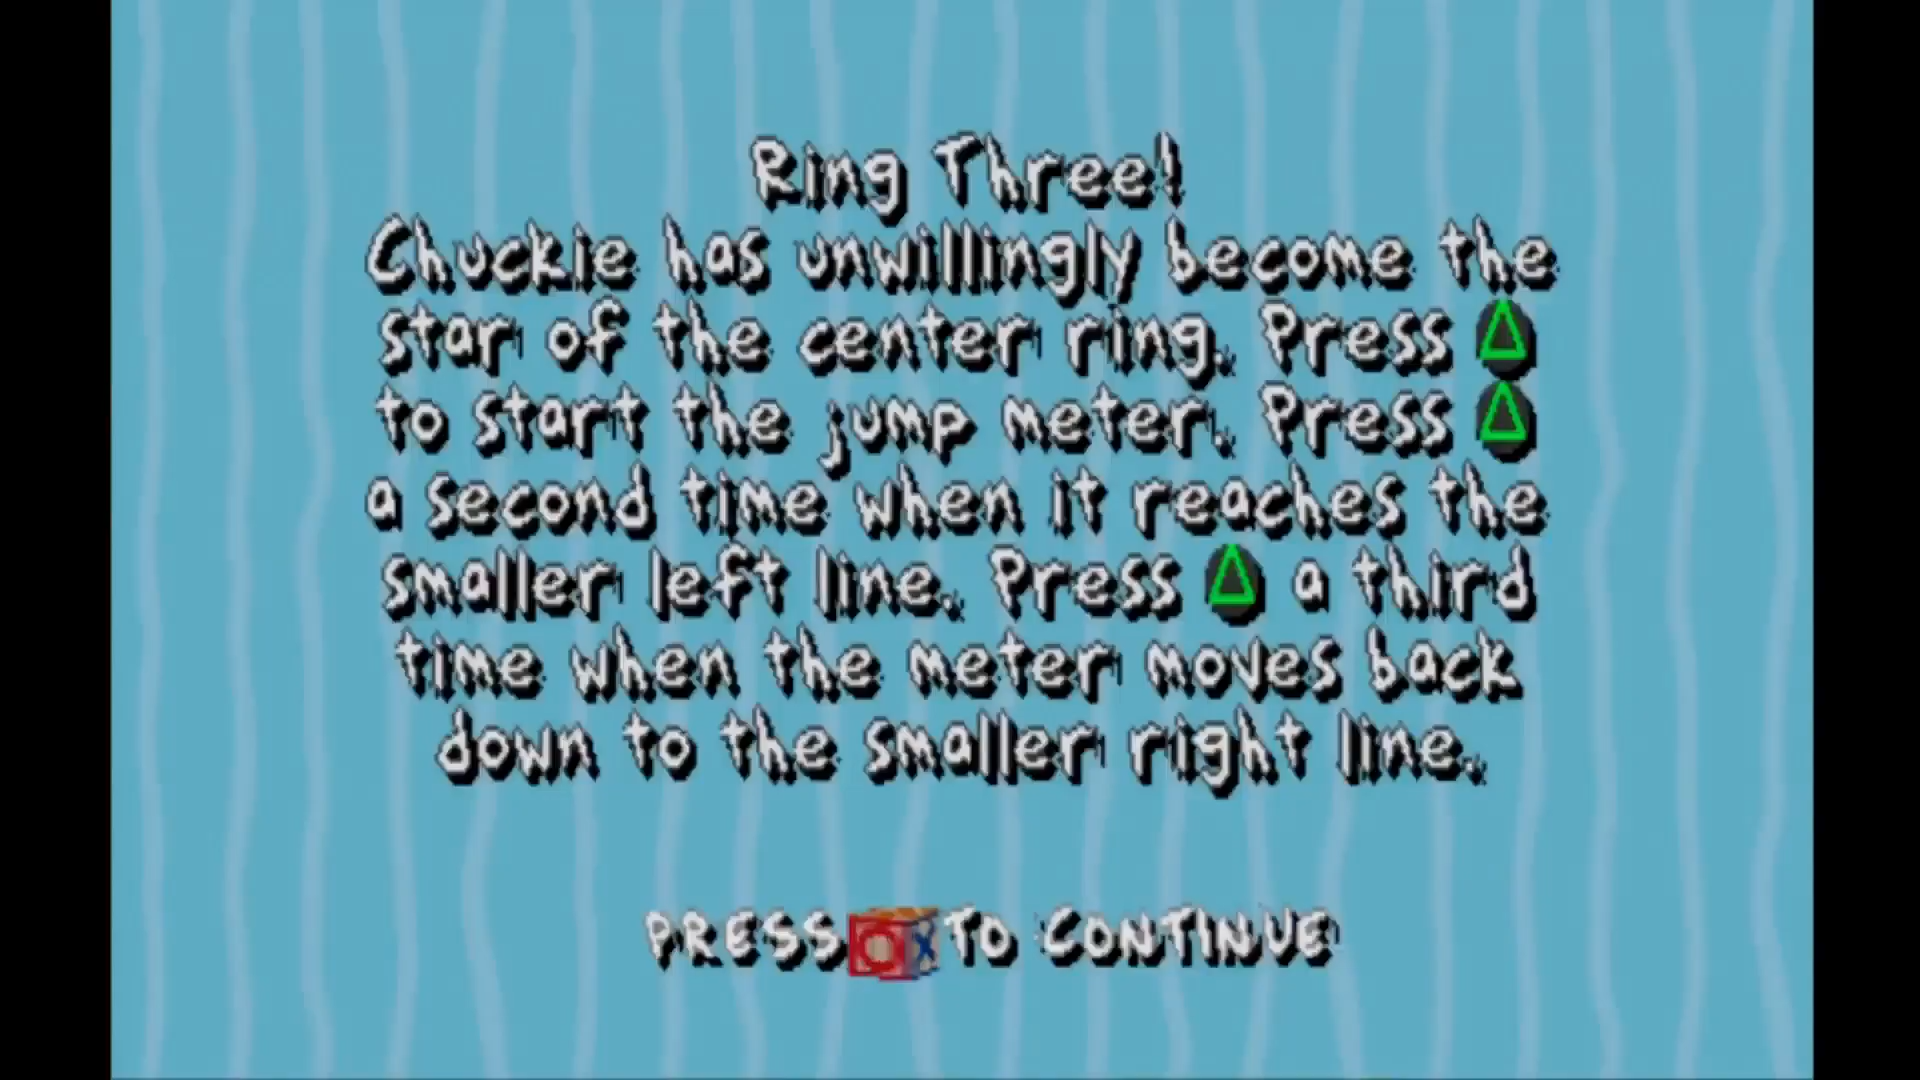 Ring Three!
Chuckie has unwillingly become the
star of the center ring. Press △
to start the jump meter. Press △
a second time when it reaches the
smaller left line. Press △ a third
time when the meter moves back
down to the smaller right line.
PRESS O X TO CONTINUE